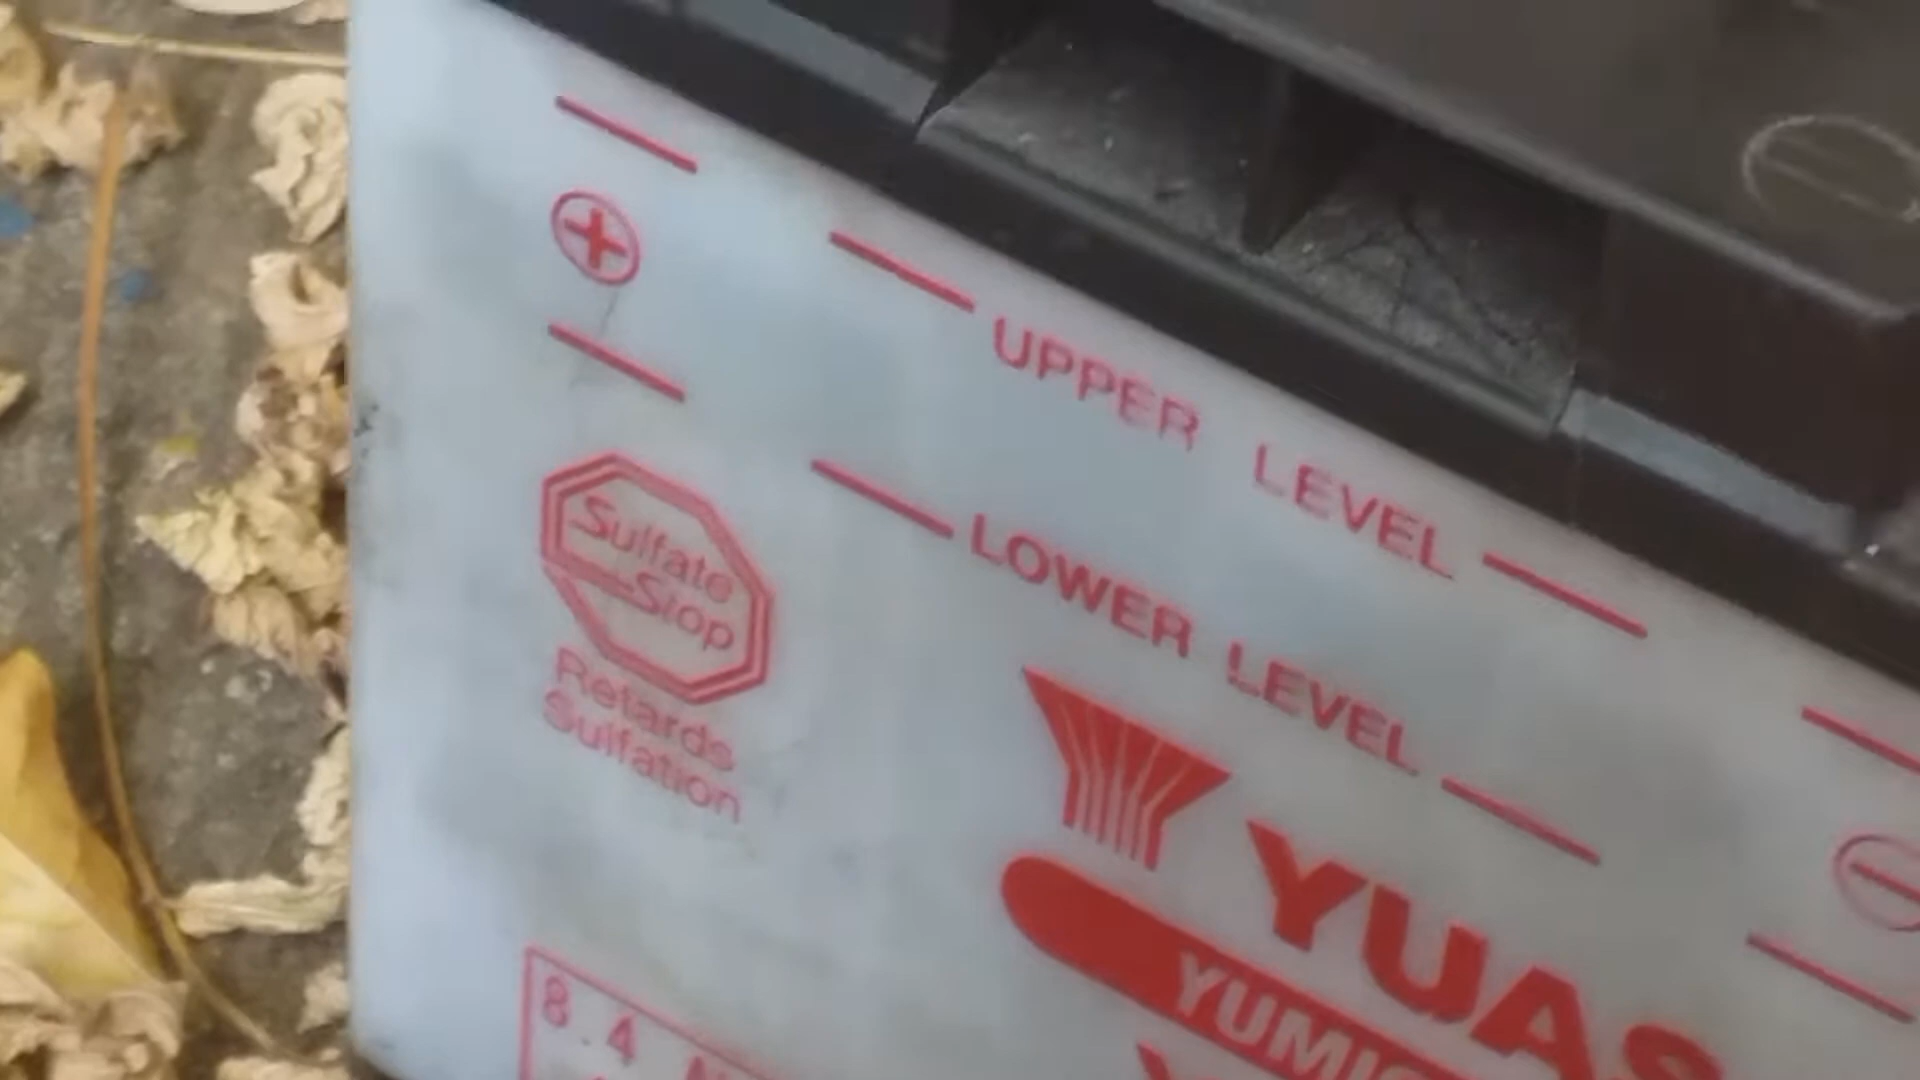 UPPER LEVEL
LOWER LEVEL
Sulfate
Stop
Retards
Sulfation
YUAS
YUMIC
8.4